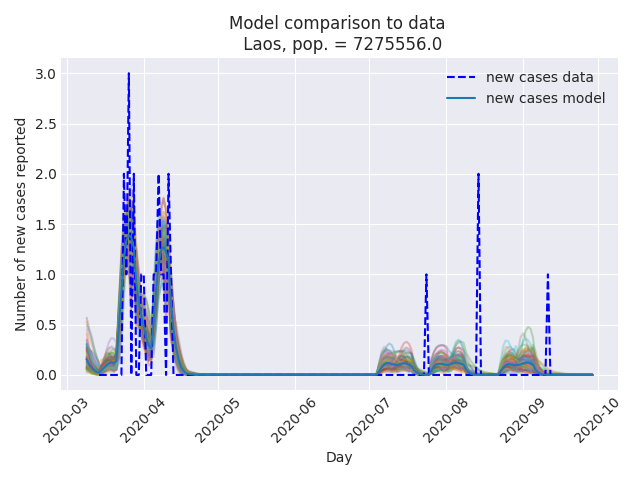 Model comparison to data
Laos, pop. = 7275556.0
new cases data
new cases model
Number of new cases reported
3.0
2.5
2.0
1.5
1.0
0.5
0.0
2020-03
2020-04
2020-05
2020-06
2020-07
2020-08
2020-09
2020-10
Day